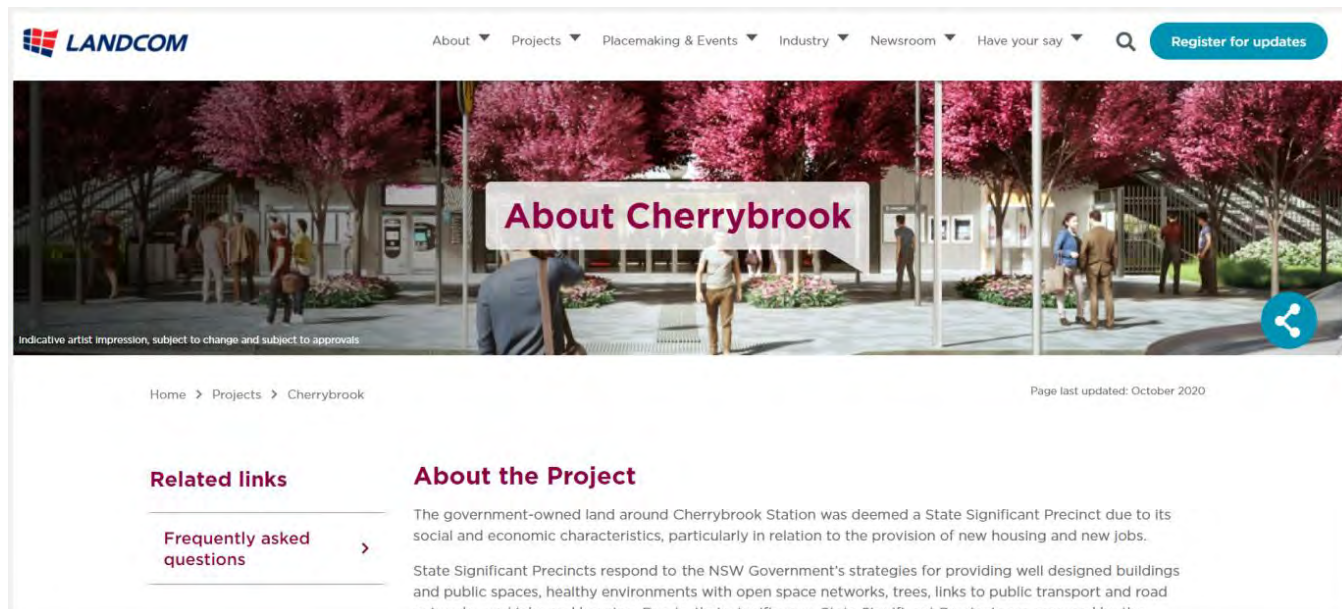 LANDCOM
About Projects Placemaking & Events Industry Newsroom Have your say Register for updates
About Cherrybrook
Indicative artist impression, subject to change and subject to approvals
Home > Projects > Cherrybrook
Page last updated: October 2020
Related links
Frequently asked
questions
About the Project
The government-owned land around Cherrybrook Station was deemed a State Significant Precinct due to its
social and economic characteristics, particularly in relation to the provision of new housing and new jobs.
State Significant Precincts respond to the NSW Government's strategies for providing well designed buildings
and public spaces, healthy environments with open space networks, trees, links to public transport and road